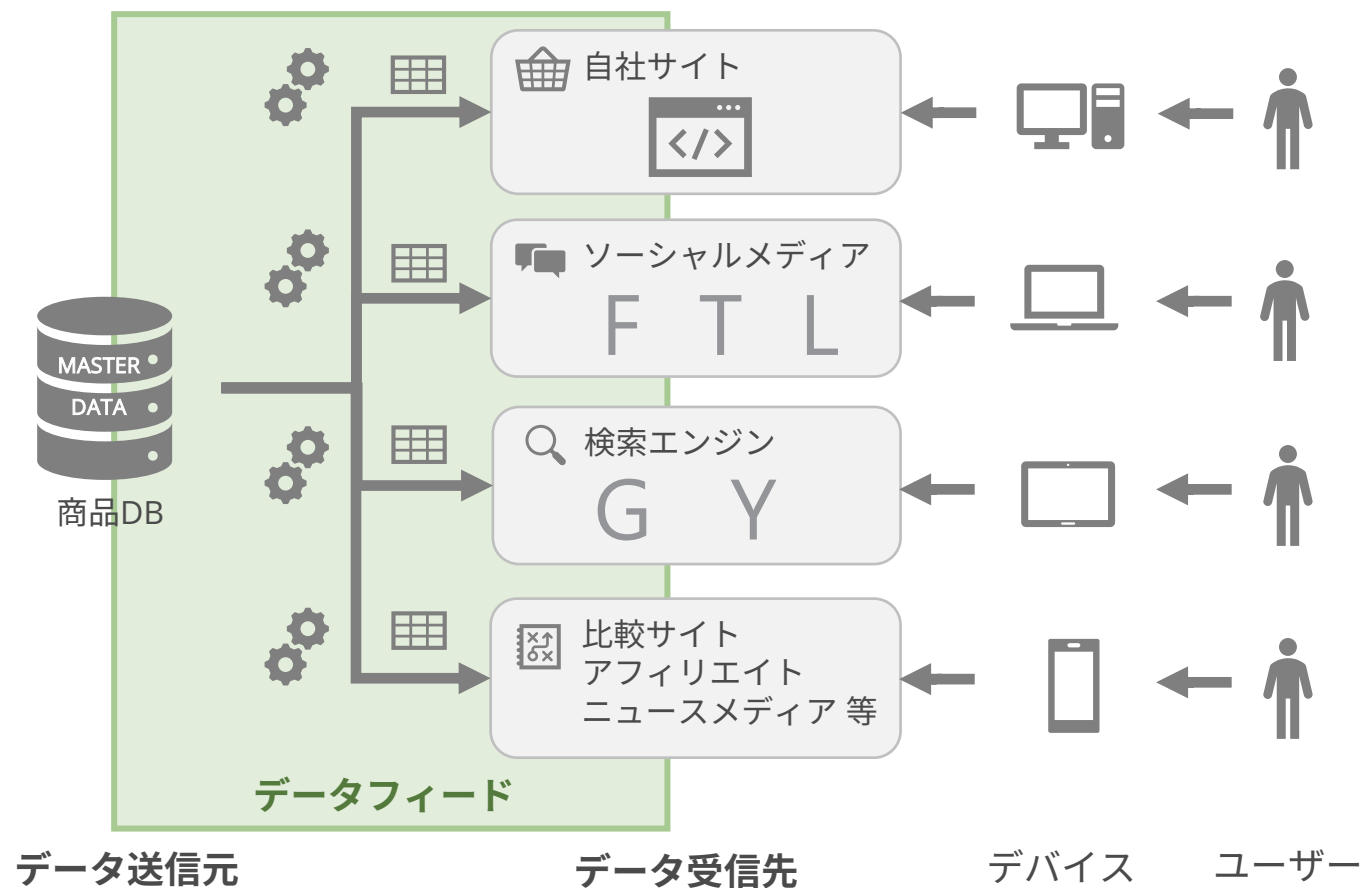 自社サイト
</>
ソーシャルメディア
F T L
MASTER
DATA
商品DB
検索エンジン
G Y
比較サイト
アフィリエイト
ニュースメディア 等
データフィード
データ送信元
データ受信先
デバイス
ユーザー